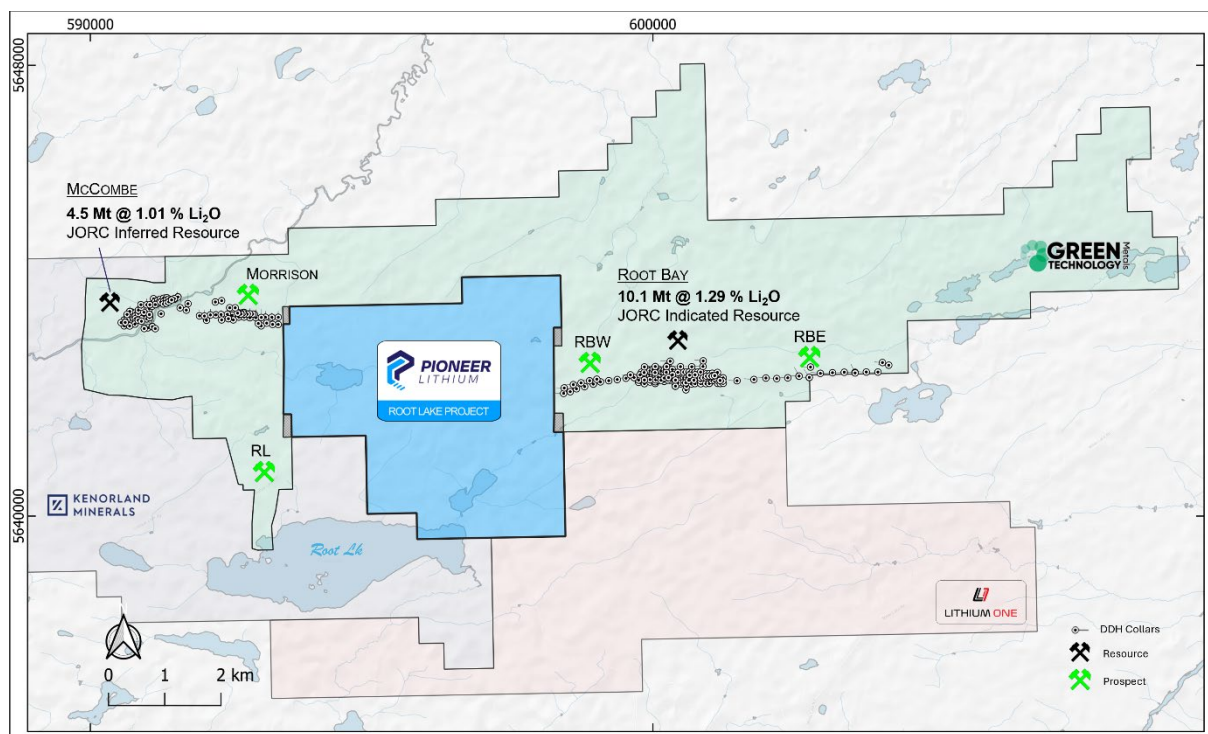 590000
600000
5648000
5640000
MCCOMBE
4.5 Mt @ 1.01 % Li₂O
JORC Inferred Resource
MORRISON
ROOT BAY
10.1 Mt @ 1.29 % Li₂O
JORC Indicated Resource
RBW
RBE
GREEN
TECHNOLOGY
Metals
PIONEER
LITHIUM
ROOT LAKE PROJECT
RL
KENORLAND
MINERALS
Root Lk
LITHIUM ONE
N
0 1 2 km
DDH Collars
Resource
Prospect